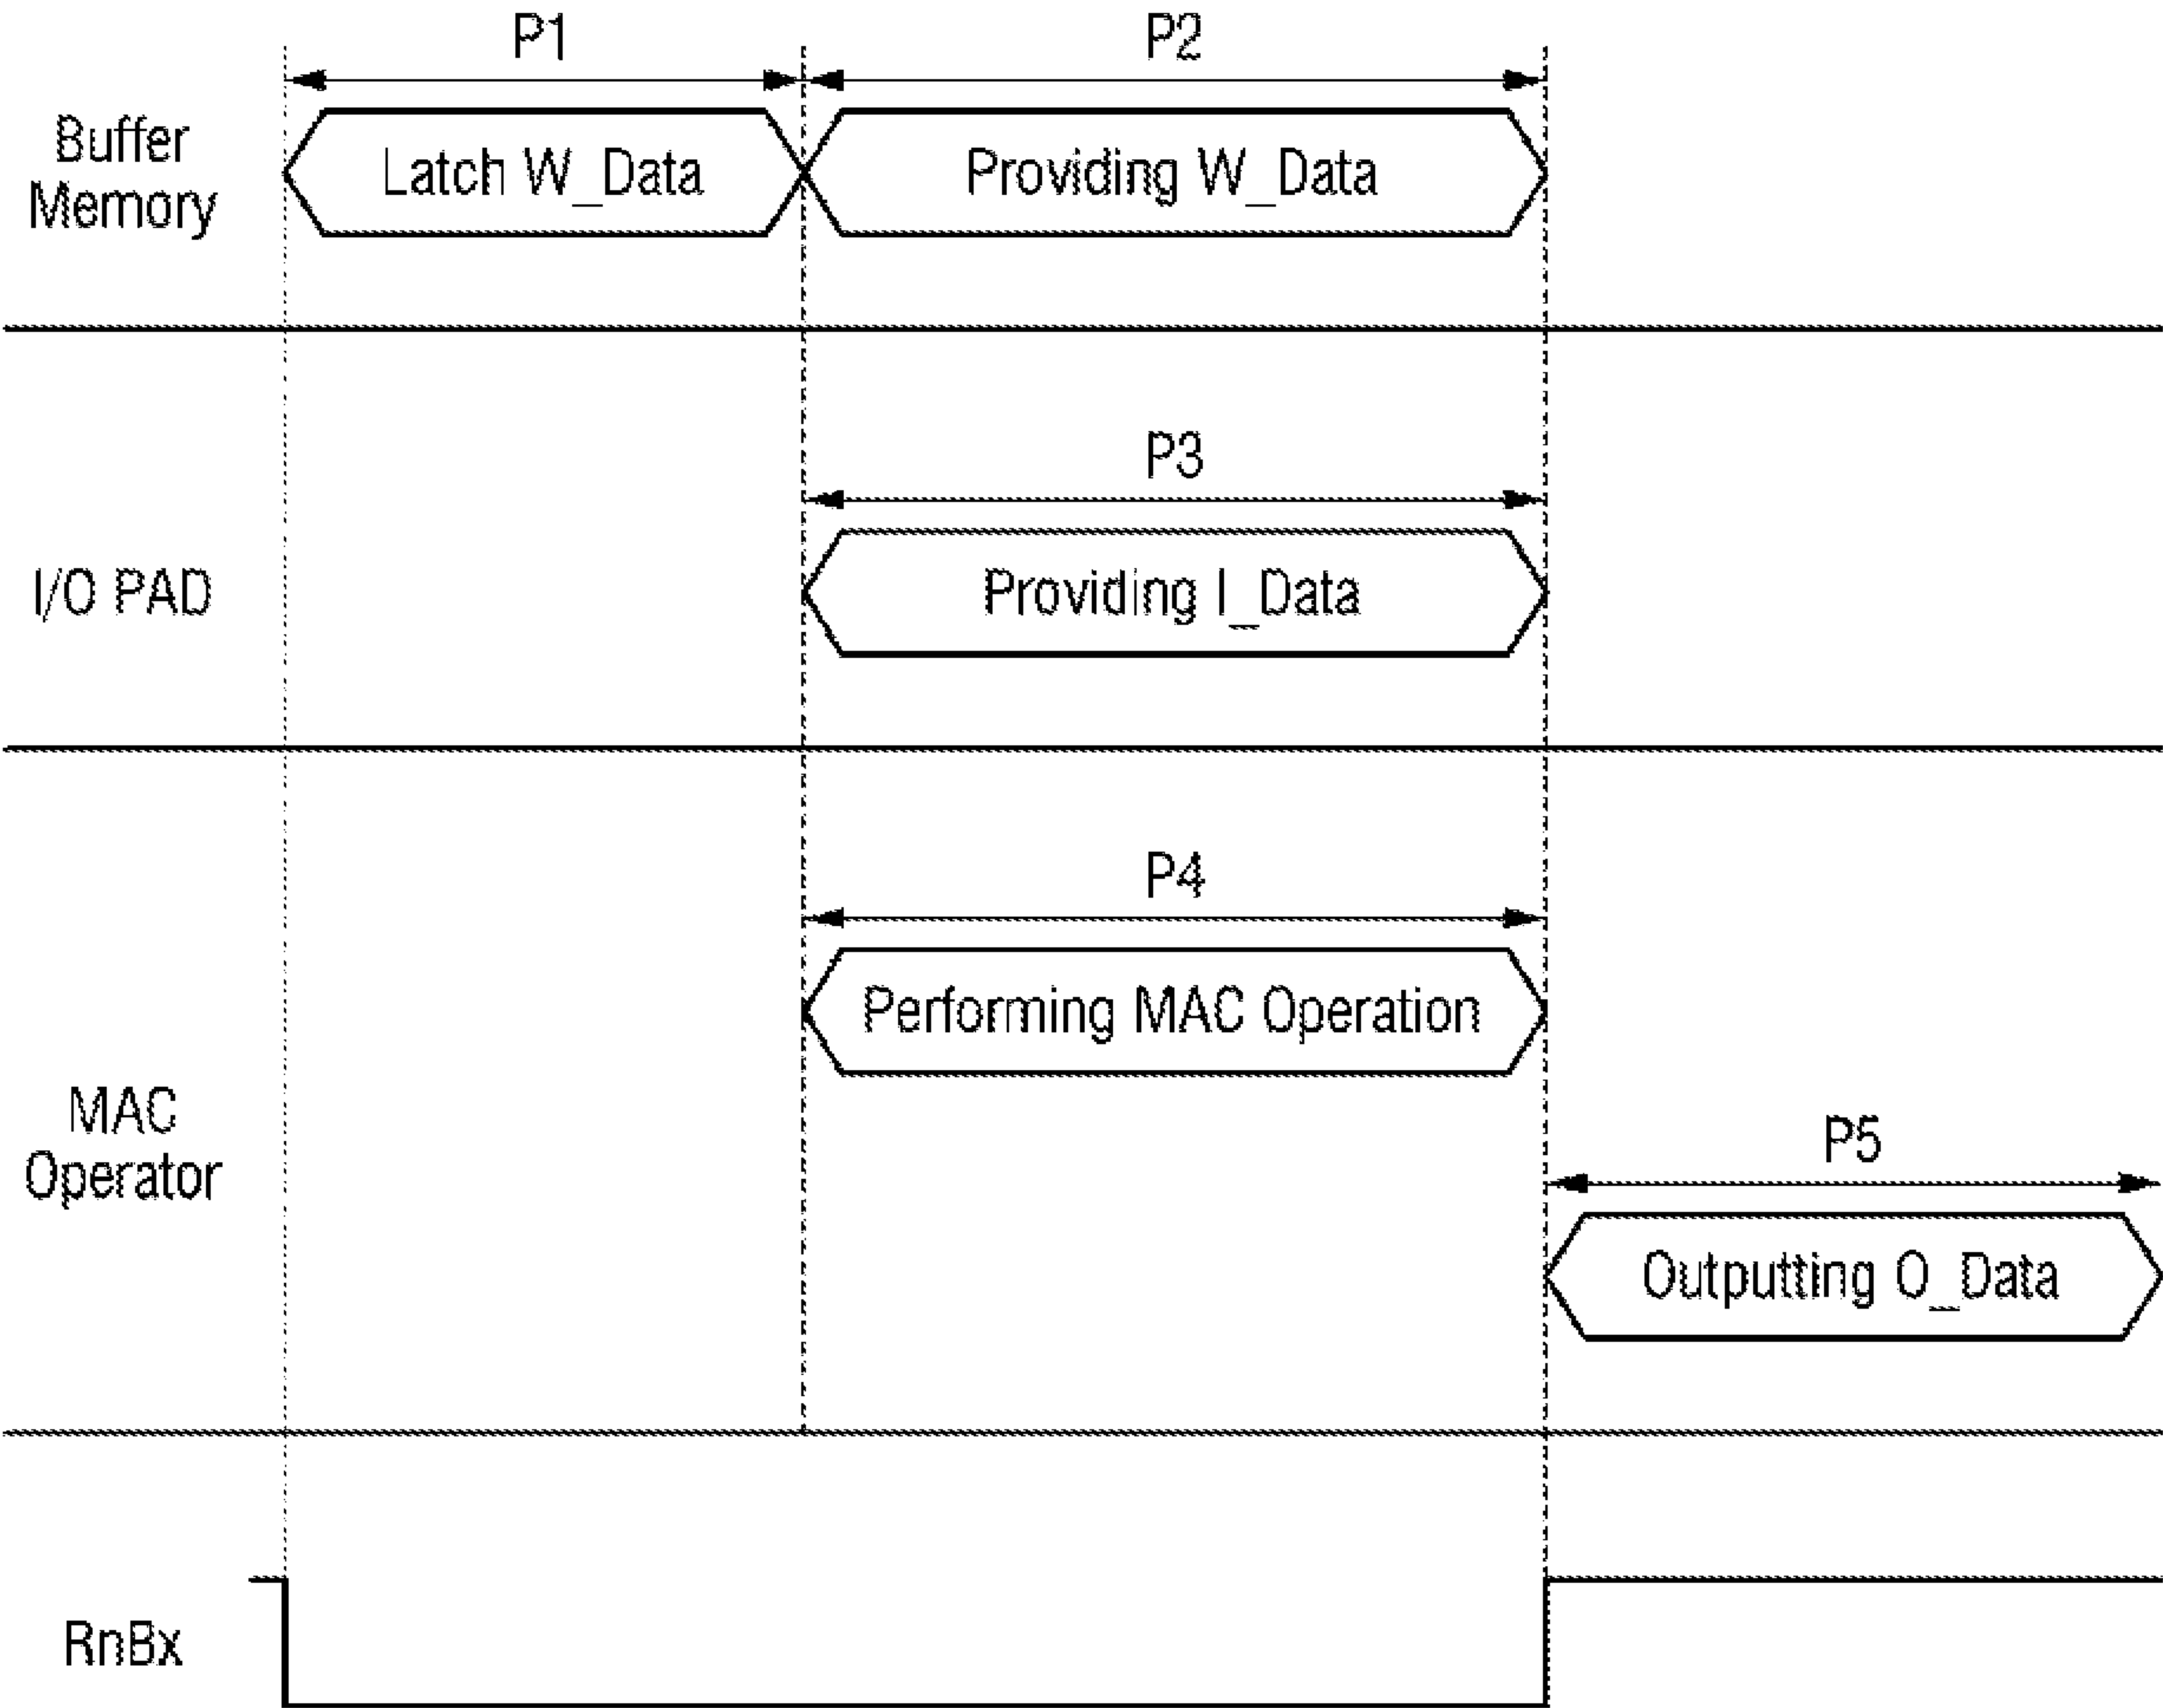 P1
P2
Buffer
Memory
Latch W_Data
Providing W_Data
P3
I/O PAD
Providing I_Data
P4
Performing MAC Operation
MAC
Operator
P5
Outputting O_Data
RnBx